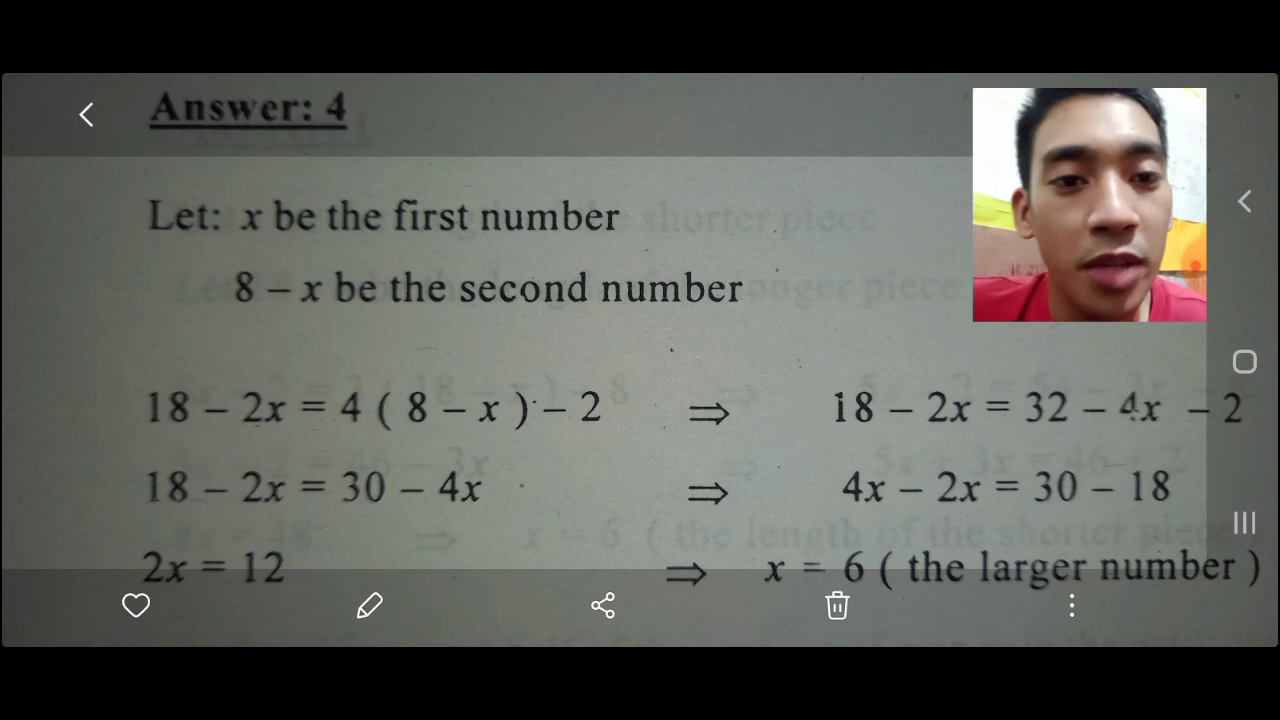 Answer: 4
Let: x be the first number
8 – x be the second number
18 – 2x = 4 ( 8 – x ) – 2 ⇒ 18 – 2x = 32 – 4x – 2
18 – 2x = 30 – 4x ⇒ 4x – 2x = 30 – 18
2x = 12 ⇒ x = 6 ( the larger number )